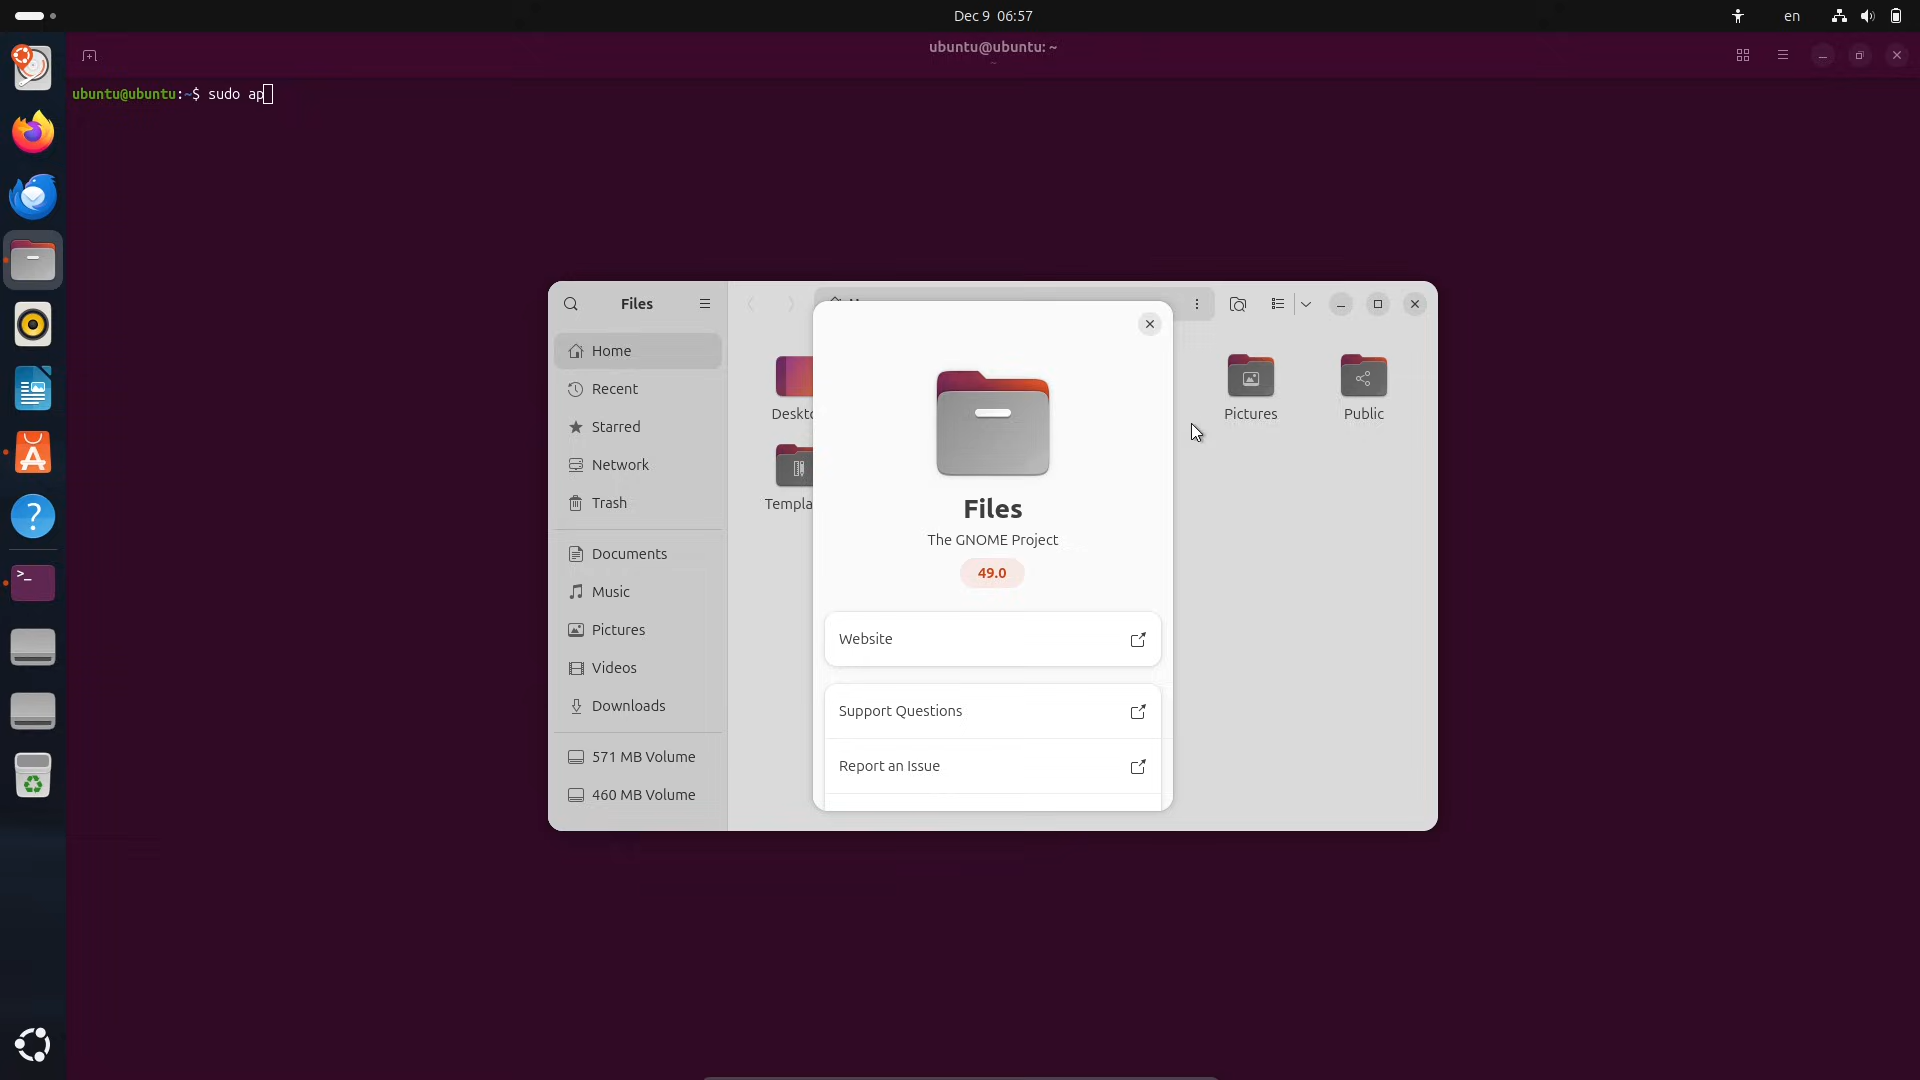 Dec 9 06:57
en
ubuntu@ubuntu: ~
~
ubuntu@ubuntu:~$ sudo ap
Files
Home
Recent
Starred
Network
Trash
Documents
Music
Pictures
Videos
Downloads
571 MB Volume
460 MB Volume
Pictures
Public
Files
The GNOME Project
49.0
Website
Support Questions
Report an Issue